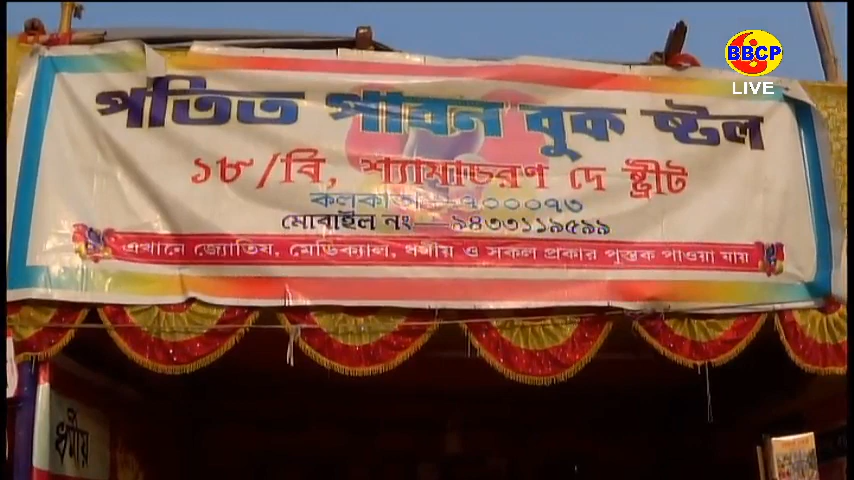 BBCP
LIVE
পতিত পাবন বুক ষ্টল
১৮/বি, শ্যামাচরণ দে ষ্ট্রীট
কলকাতা—৭০০০৭৩
মোবাইল নং—৯৪৩৩১১৯৫৯৯
এখানে জ্যোতিষ, মেডিক্যাল, ধর্মীয় ও সকল প্রকার পুস্তক পাওয়া যায়
ধর্মীয়